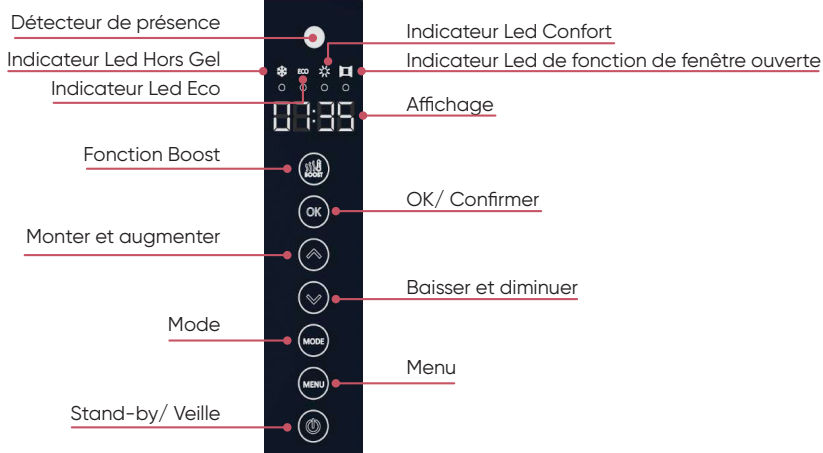 Détecteur de présence
Indicateur Led Confort
Indicateur Led Hors Gel
Indicateur Led de fonction de fenêtre ouverte
Indicateur Led Eco
ECO
Affichage
U1:35
Fonction Boost
BOOST
OK/ Confirmer
OK
Monter et augmenter
Baisser et diminuer
Mode
MODE
Menu
MENU
Stand-by/ Veille